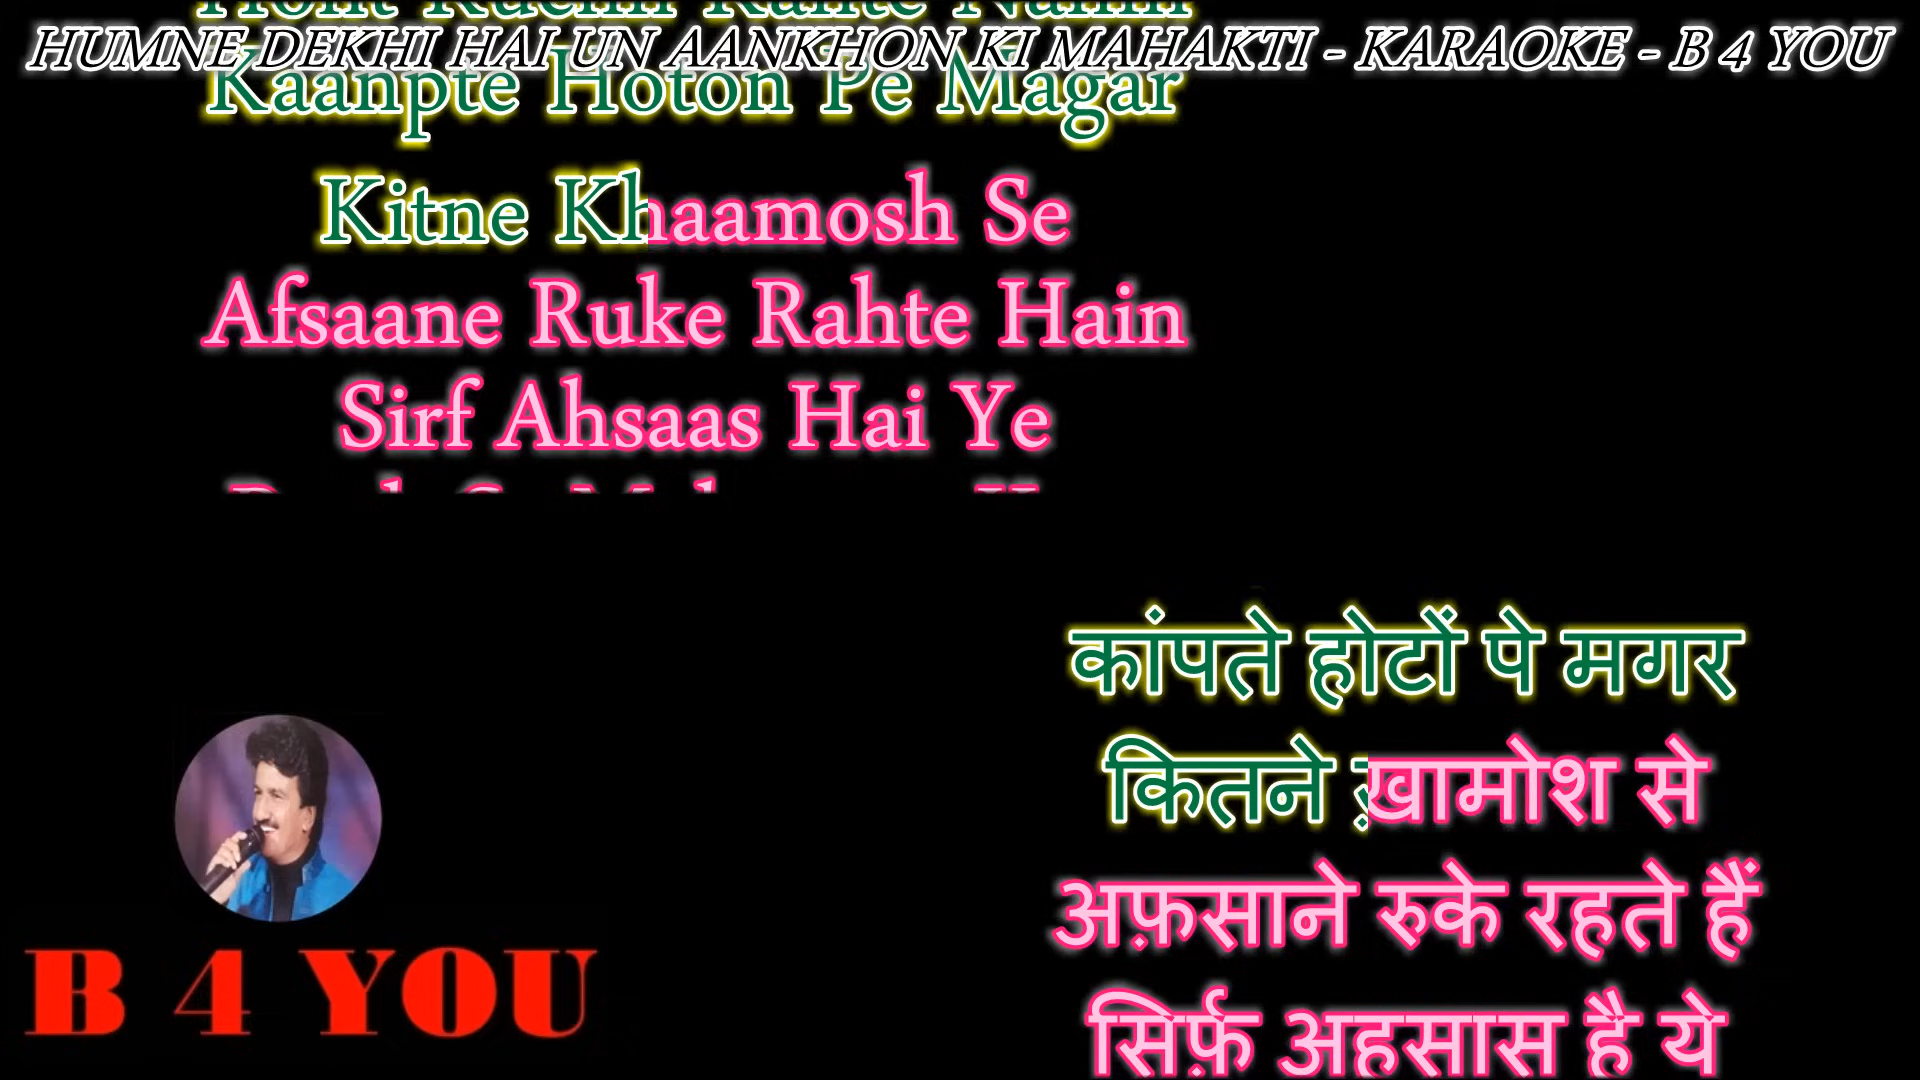 HUMNE DEKHI HAI UN AANKHON KI MAHAKTI - KARAOKE - B 4 YOU
Kaanpte Hoton Pe Magar
Kitne Khaamosh Se
Afsaane Ruke Rahte Hain
Sirf Ahsaas Hai Ye
कांपते होटों पे मगर
कितने ख़ामोश से
अफ़साने रुके रहते हैं
सिर्फ़ अहसास है ये
B 4 YOU